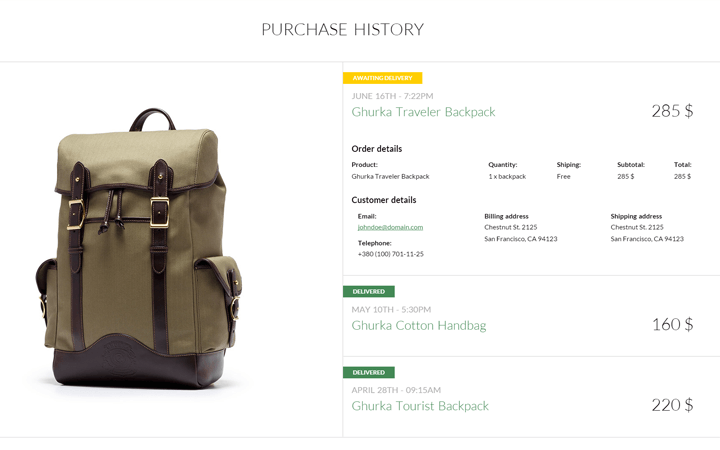 PURCHASE HISTORY
AWAITING DELIVERY
JUNE 16TH - 7:22PM
Ghurka Traveler Backpack 285 $
Order details
Product: Quantity: Shiping: Subtotal: Total:
Ghurka Traveler Backpack 1 x backpack Free 285 $ 285 $
Customer details
Email: Billing address Shipping address
johndoe@domain.com Chestnut St. 2125 Chestnut St. 2125
San Francisco, CA 94123 San Francisco, CA 94123
Telephone:
+380 (100) 701-11-25
DELIVERED
MAY 10TH - 5:30PM
Ghurka Cotton Handbag 160 $
DELIVERED
APRIL 28TH - 09:15AM
Ghurka Tourist Backpack 220 $